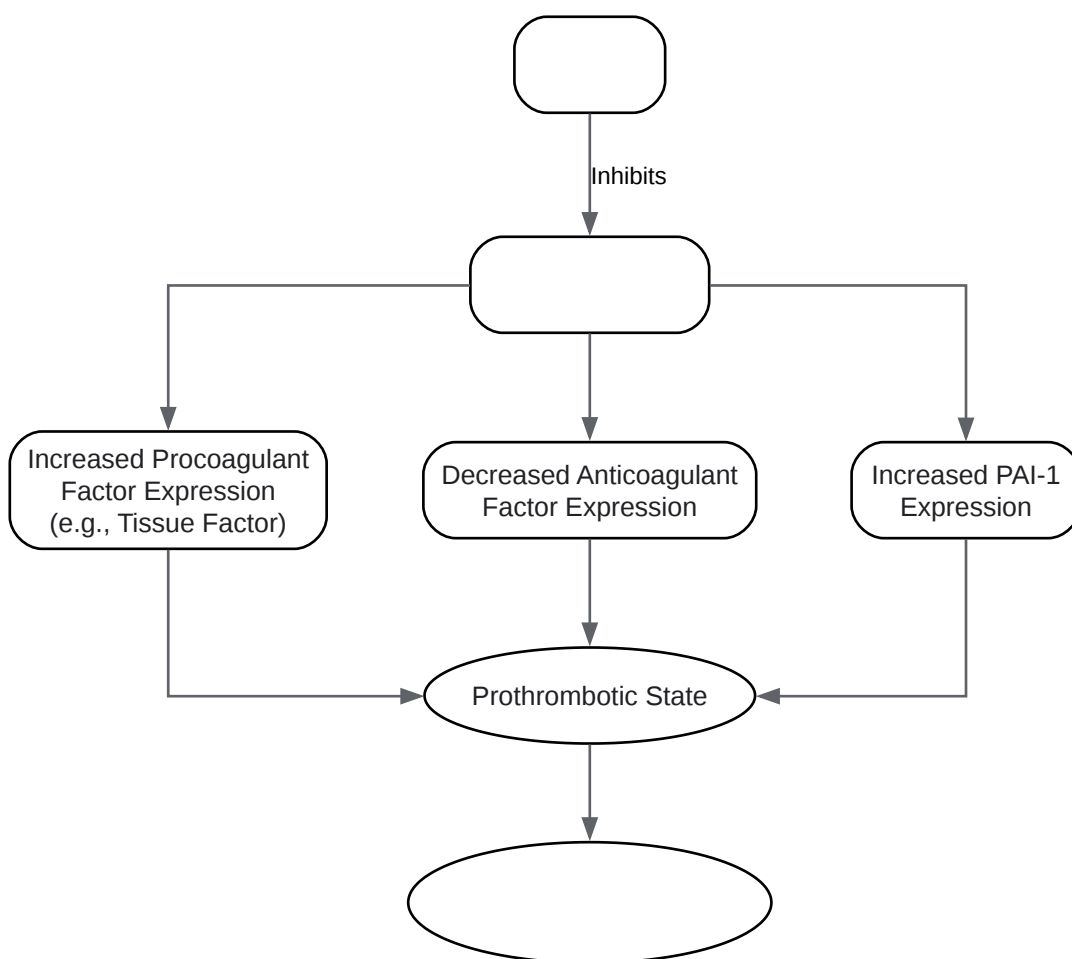 Inhibits
Increased Procoagulant
Factor Expression
(e.g., Tissue Factor)
Decreased Anticoagulant
Factor Expression
Increased PAI-1
Expression
Prothrombotic State